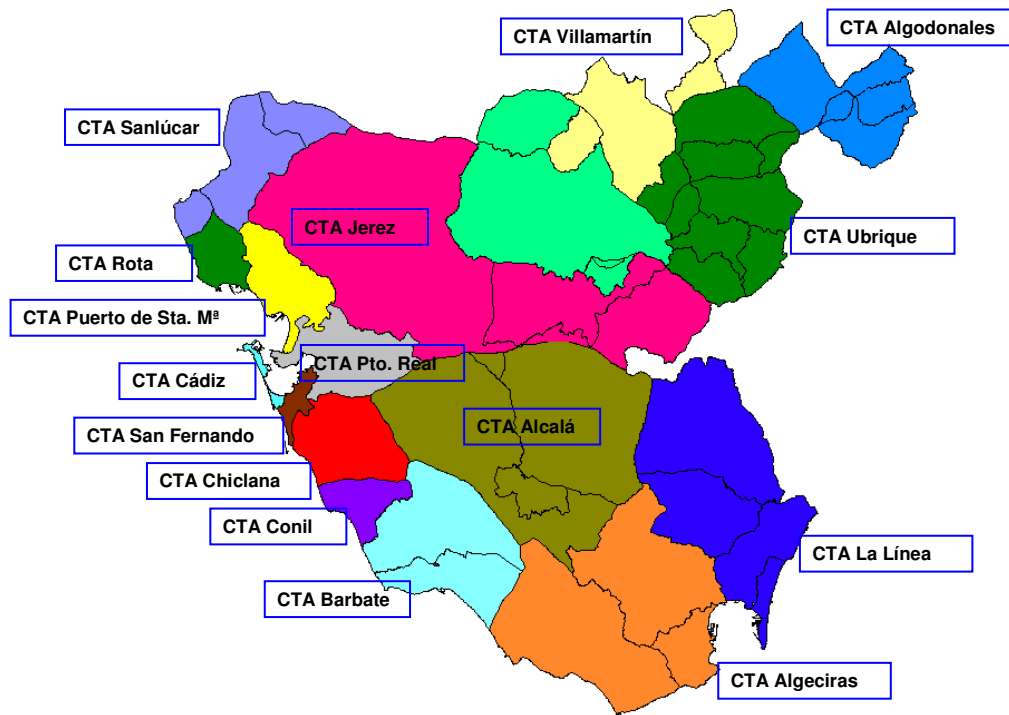 CTA Villamartín
CTA Algodonales
CTA Sanlúcar
CTA Jerez
CTA Ubrique
CTA Rota
CTA Puerto de Sta. Mª
CTA Pto. Real
CTA Cádiz
CTA San Fernando
CTA Alcalá
CTA Chiclana
CTA Conil
CTA La Línea
CTA Barbate
CTA Algeciras